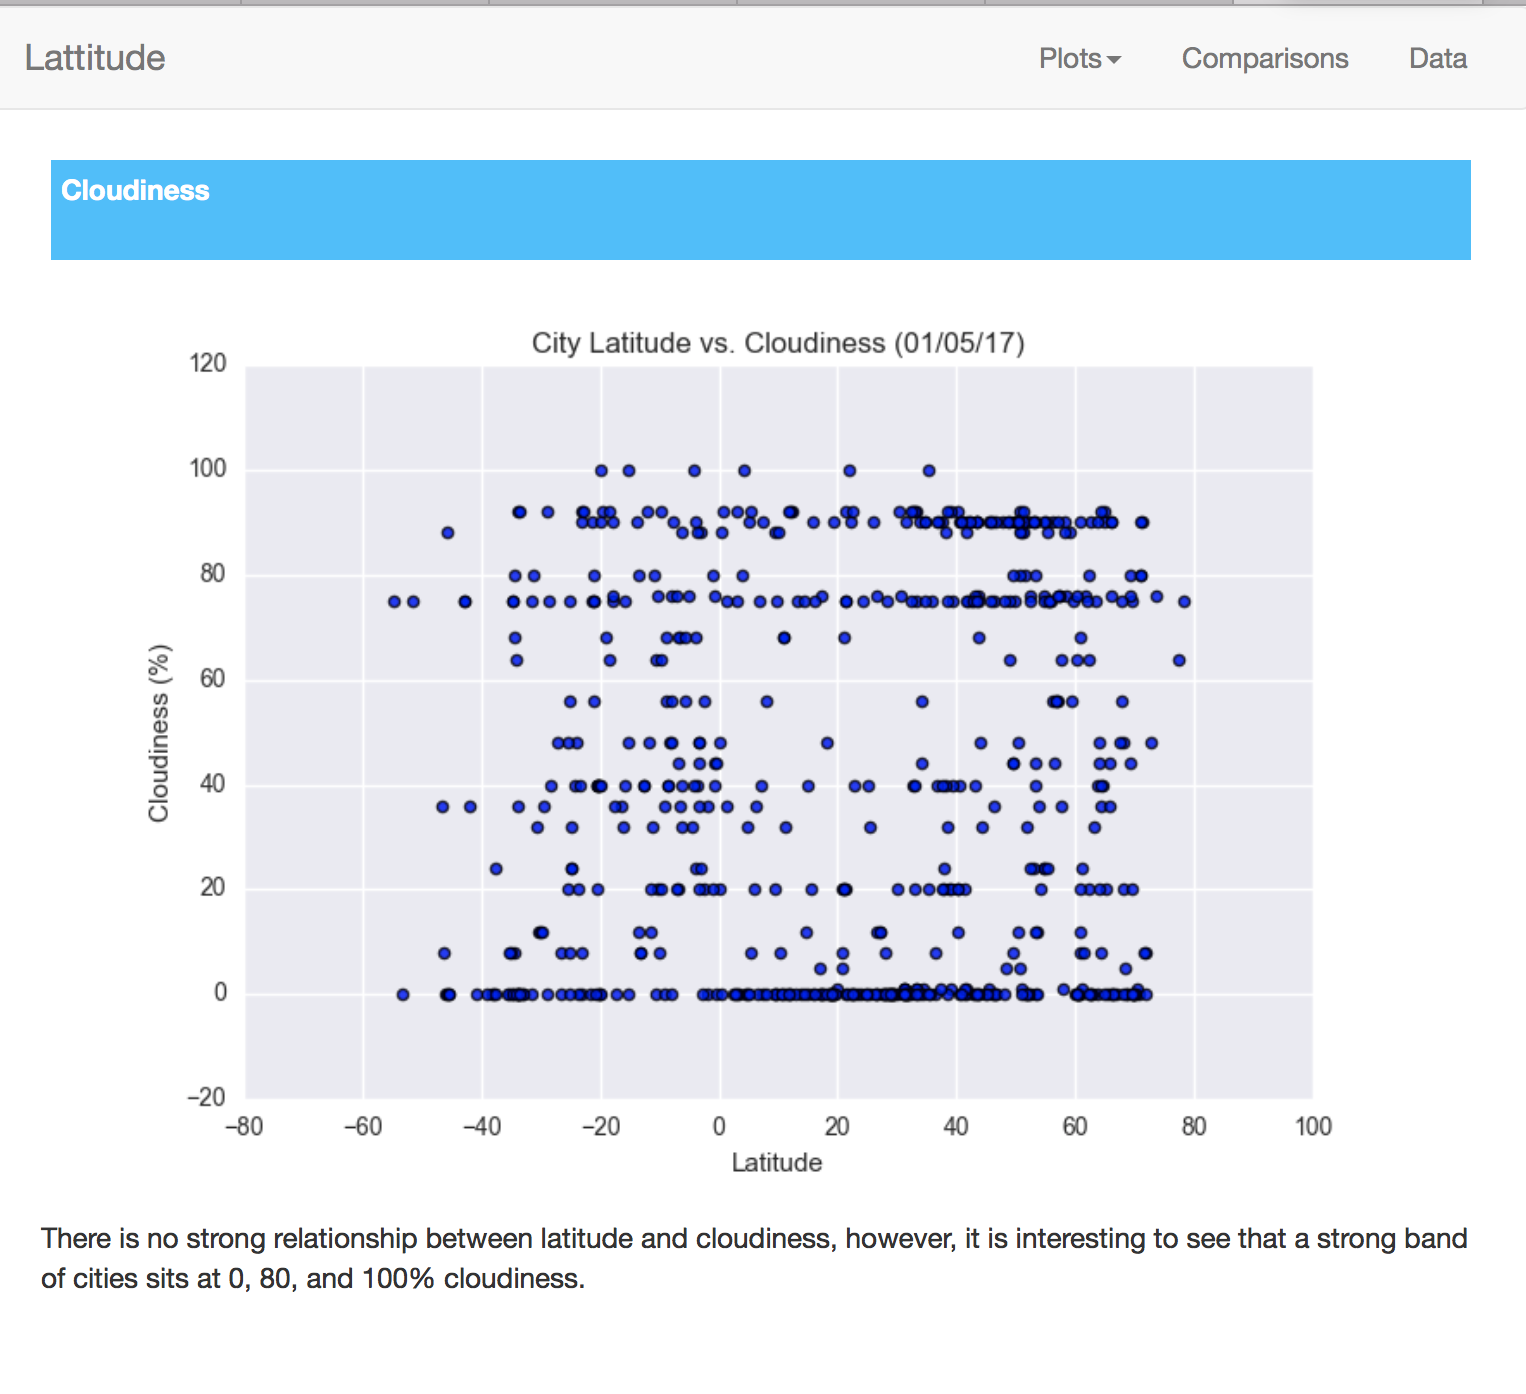 Lattitude
Plots
Comparisons
Data
Cloudiness
City Latitude vs. Cloudiness (01/05/17)
120
100
80
60
40
20
0
−20
Cloudiness (%)
−80 −60 −40 −20 0 20 40 60 80 100
Latitude
There is no strong relationship between latitude and cloudiness, however, it is interesting to see that a strong band
of cities sits at 0, 80, and 100% cloudiness.